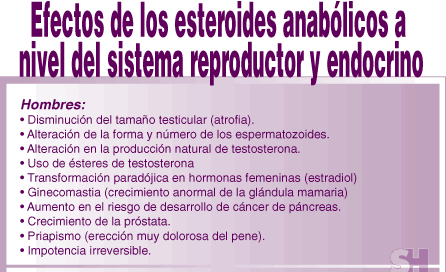 Efectos de los esteroides anabólicos a
nivel del sistema reproductor y endocrino
Hombres:
• Disminución del tamaño testicular (atrofia).
• Alteración de la forma y número de los espermatozoides.
• Alteración en la producción natural de testosterona.
• Uso de ésteres de testosterona
• Transformación paradójica en hormonas femeninas (estradiol)
• Ginecomastia (crecimiento anormal de la glándula mamaria)
• Aumento en el riesgo de desarrollo de cáncer de páncreas.
• Crecimiento de la próstata.
• Priapismo (erección muy dolorosa del pene).
• Impotencia irreversible.
SH